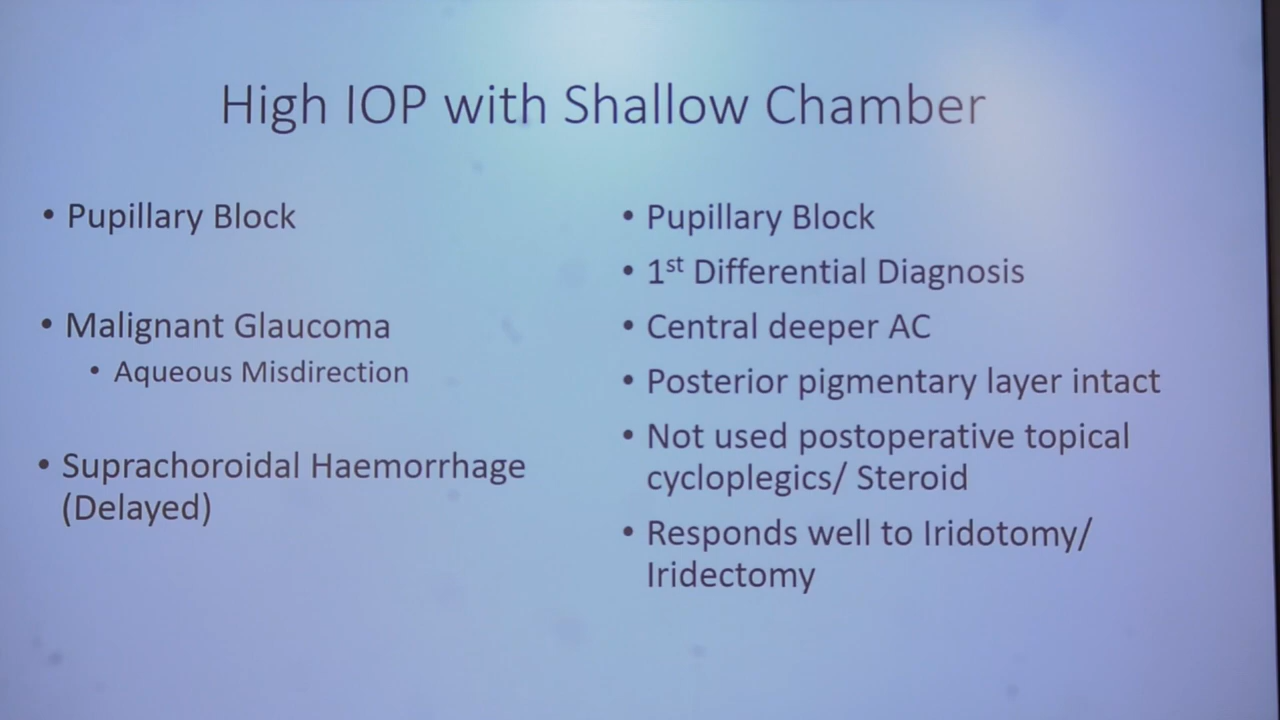 High IOP with Shallow Chamber
• Pupillary Block
• Malignant Glaucoma
• Aqueous Misdirection
• Suprachoroidal Haemorrhage
(Delayed)
• Pupillary Block
• 1st Differential Diagnosis
• Central deeper AC
• Posterior pigmentary layer intact
• Not used postoperative topical
cycloplegics/ Steroid
• Responds well to Iridotomy/
Iridectomy